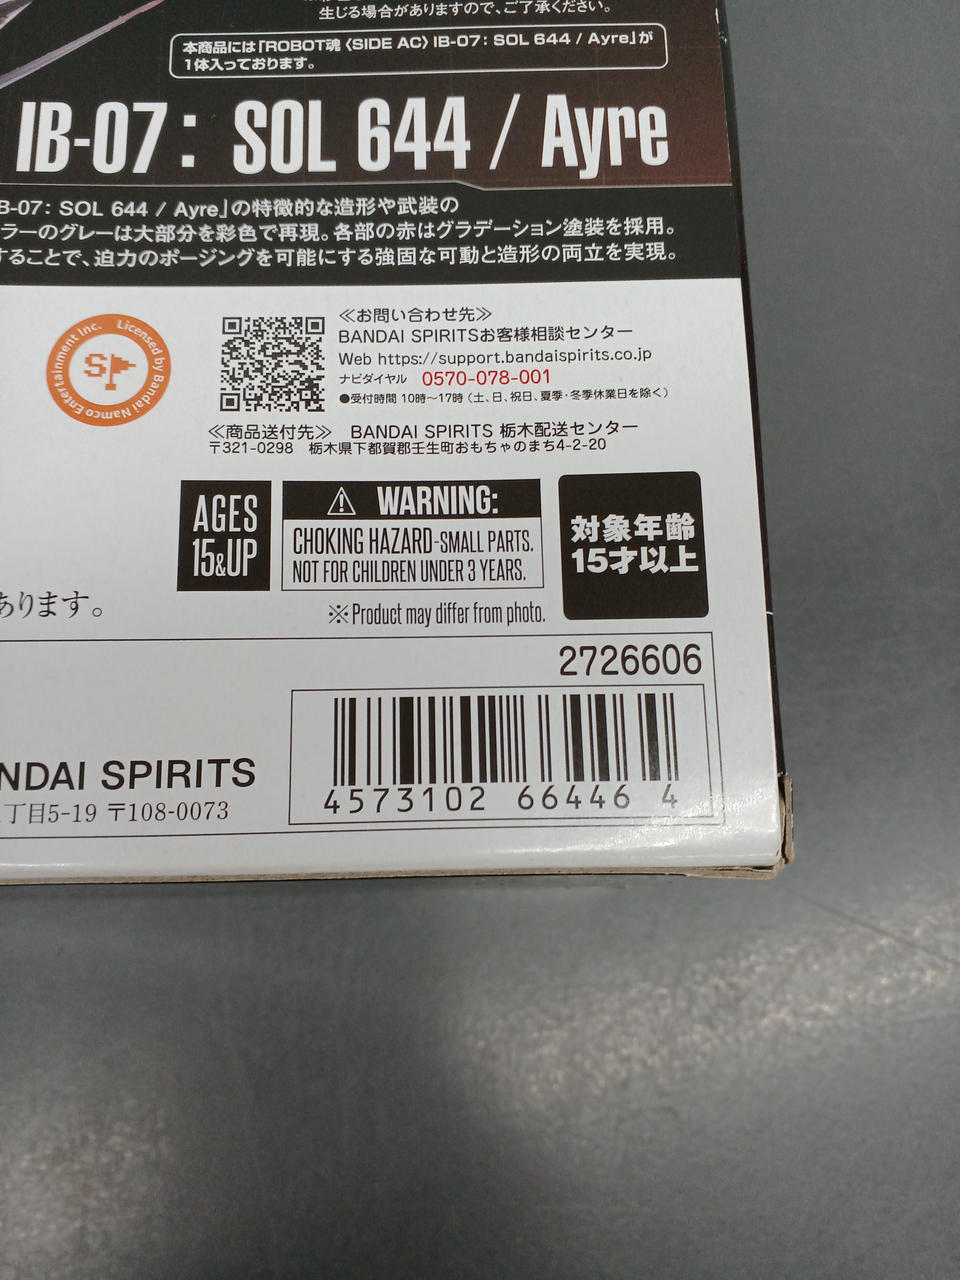 生じる場合がありますので、ご了承ください。
本商品には「ROBOT魂〈SIDE AC〉IB-07: SOL 644 / Ayre」が
1体入っております。
IB-07: SOL 644 / Ayre
B-07: SOL 644 / Ayre」の特徴的な造形や武装の
ラーのグレーは大部分を彩色で再現。各部の赤はグラデーション塗装を採用。
することで、迫力のポージングを可能にする強固な可動と造形の両立を実現。
Licensed by Bandai Namco Entertainment Inc.
SP
≪お問い合わせ先≫
BANDAI SPIRITSお客様相談センター
Web https://support.bandaispirits.co.jp
ナビダイヤル 0570-078-001
●受付時間 10時〜17時（土、日、祝日、夏季・冬季休業日を除く）
≪商品送付先≫ BANDAI SPIRITS 栃木配送センター
〒321-0298 栃木県下都賀郡壬生町おもちゃのまち4-2-20
AGES
15&UP
⚠ WARNING:
CHOKING HAZARD-SMALL PARTS.
NOT FOR CHILDREN UNDER 3 YEARS.
対象年齢
15才以上
あります。
※Product may differ from photo.
2726606
NDAI SPIRITS
丁目5-19 〒108-0073
4573102 66446 4